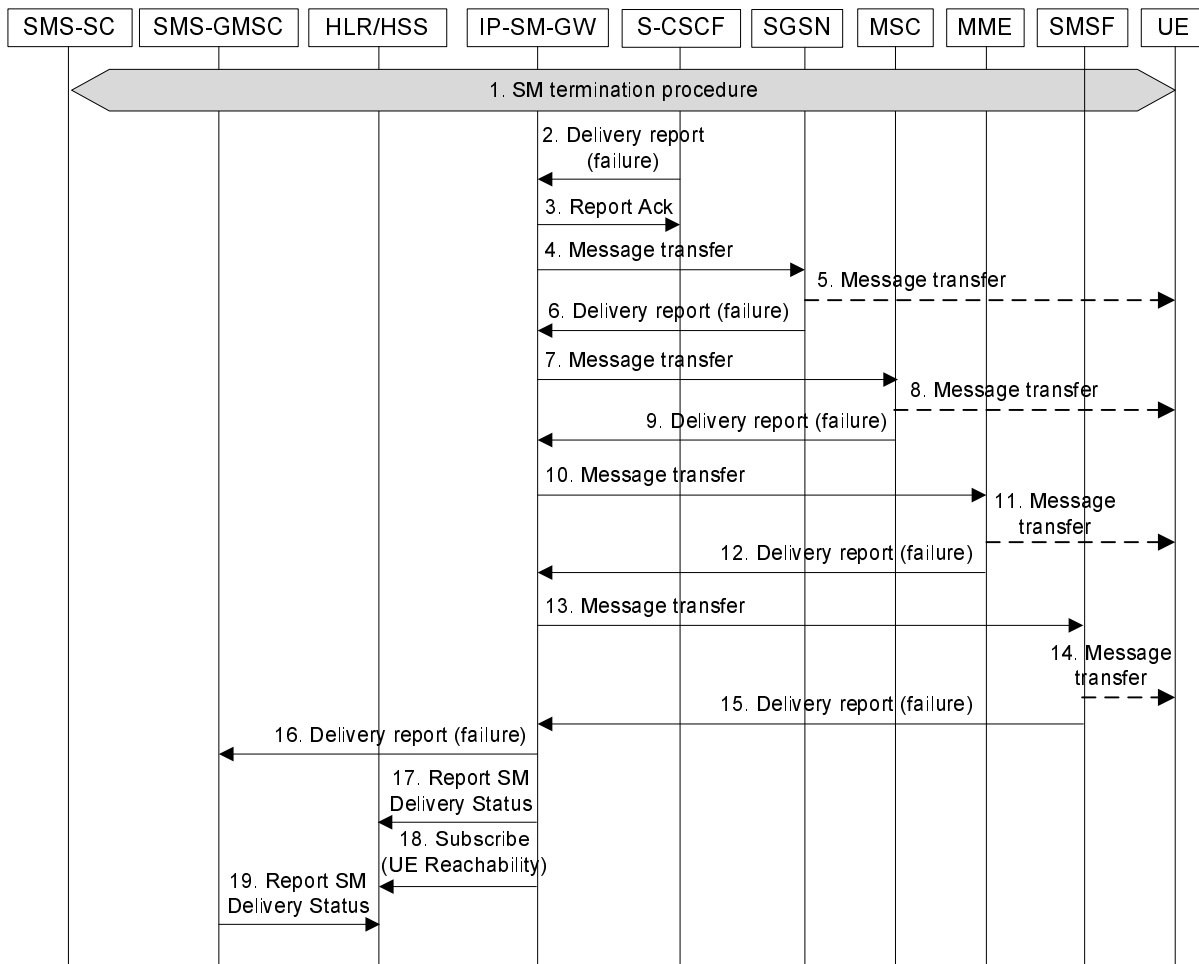 SMS-SC
SMS-GMSC
HLR/HSS
IP-SM-GW
S-CSCF
SGSN
MSC
MME
SMSF
UE
1. SM termination procedure
2. Delivery report
(failure)
3. Report Ack
4. Message transfer
5. Message transfer
6. Delivery report (failure)
7. Message transfer
8. Message transfer
9. Delivery report (failure)
10. Message transfer
11. Message
transfer
12. Delivery report (failure)
13. Message transfer
14. Message
transfer
15. Delivery report (failure)
16. Delivery report (failure)
17. Report SM
Delivery Status
18. Subscribe
(UE Reachability)
19. Report SM
Delivery Status